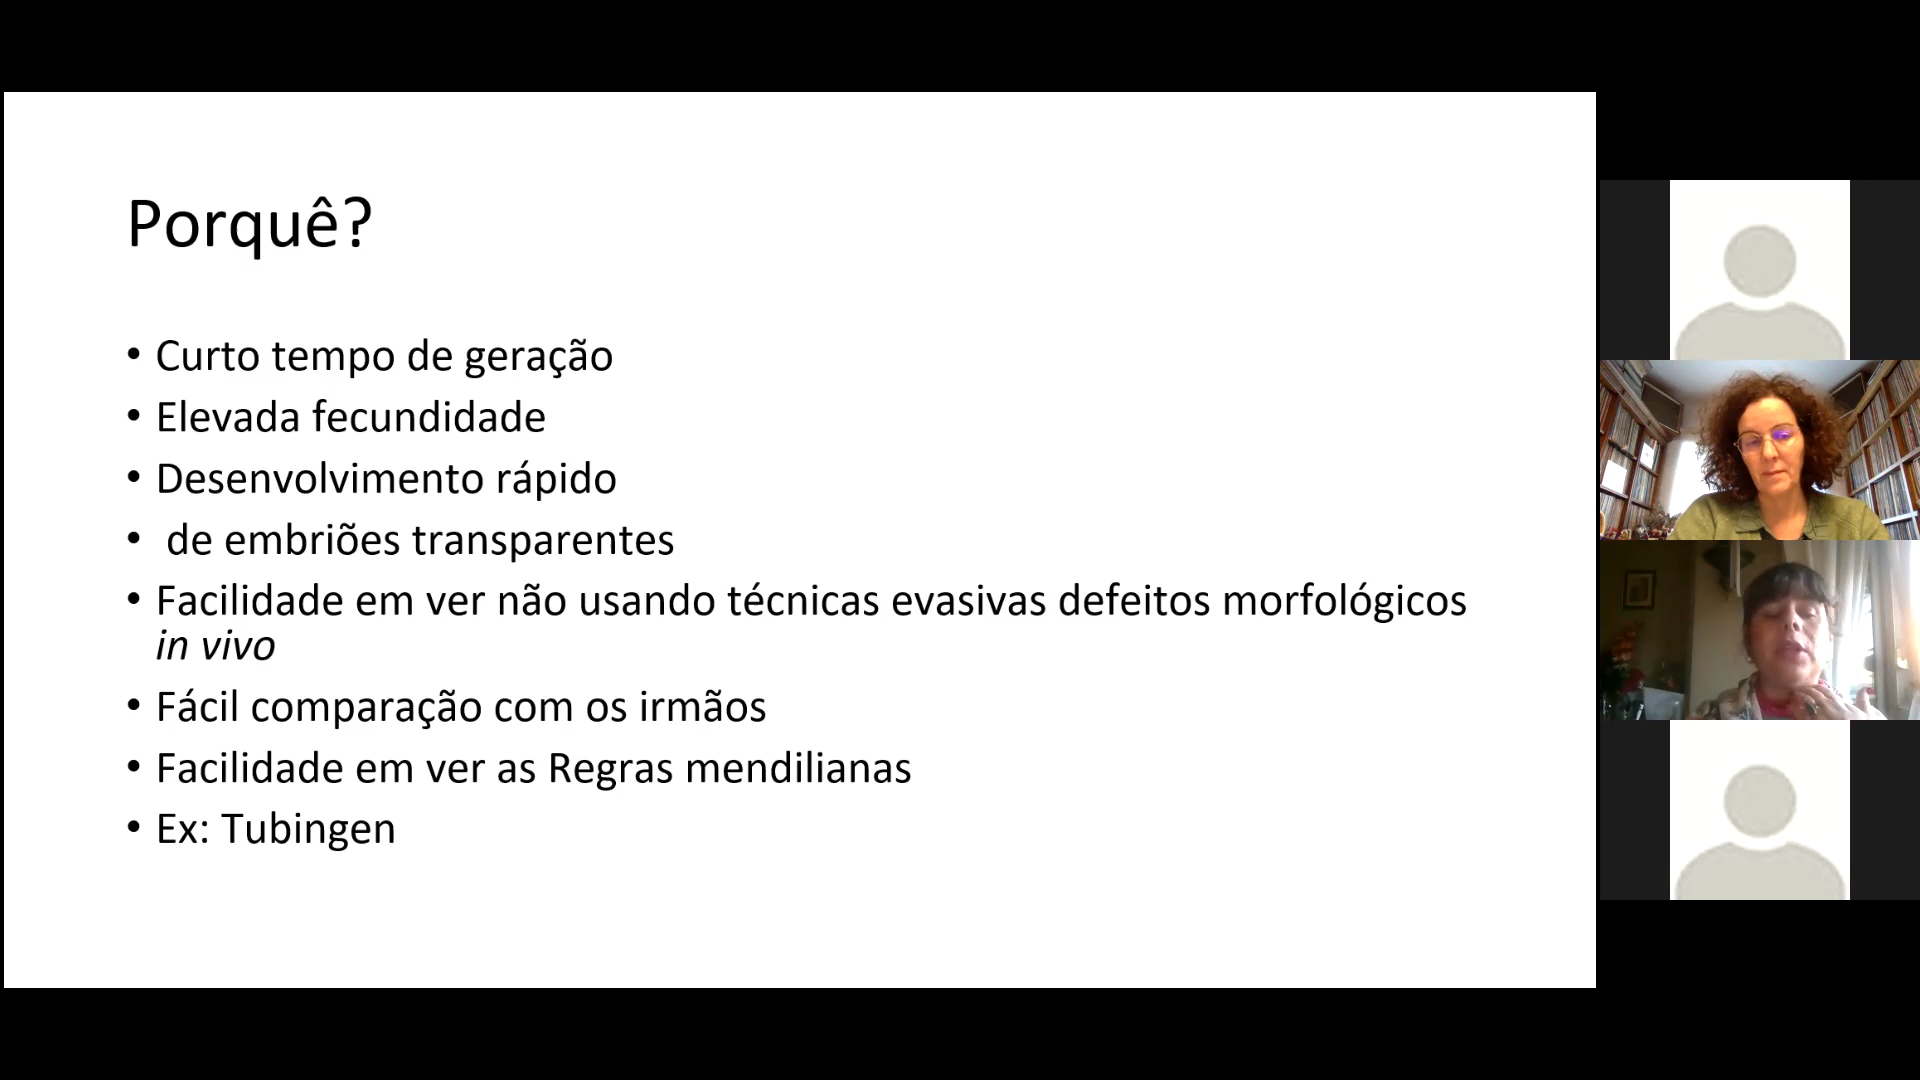 Porquê?
• Curto tempo de geração
• Elevada fecundidade
• Desenvolvimento rápido
• de embriões transparentes
• Facilidade em ver não usando técnicas evasivas defeitos morfológicos
in vivo
• Fácil comparação com os irmãos
• Facilidade em ver as Regras mendilianas
• Ex: Tubingen